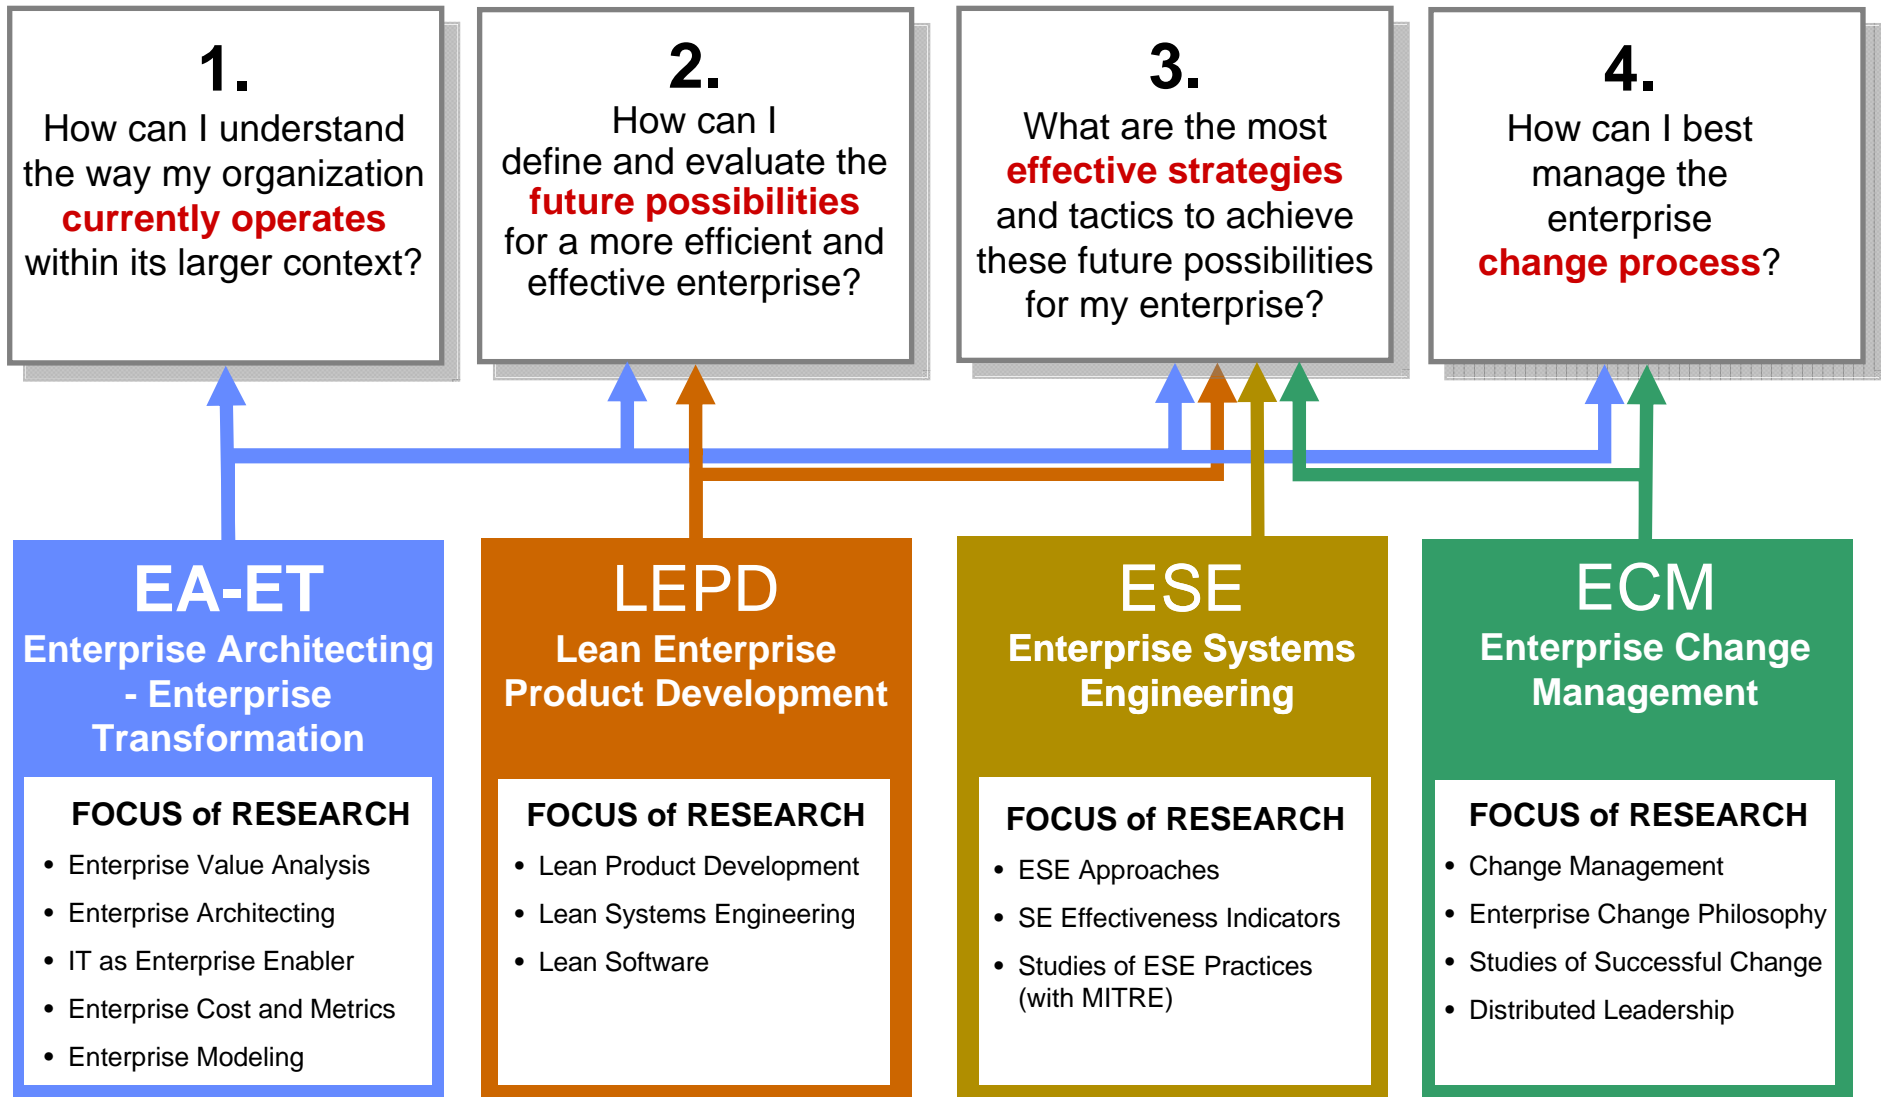 1.
How can I understand
the way my organization
currently operates
within its larger context?
2.
How can I
define and evaluate the
future possibilities
for a more efficient and
effective enterprise?
3.
What are the most
effective strategies
and tactics to achieve
these future possibilities
for my enterprise?
4.
How can I best
manage the
enterprise
change process?
EA-ET
Enterprise Architecting
- Enterprise
Transformation
FOCUS of RESEARCH
• Enterprise Value Analysis
• Enterprise Architecting
• IT as Enterprise Enabler
• Enterprise Cost and Metrics
• Enterprise Modeling
LEPD
Lean Enterprise
Product Development
FOCUS of RESEARCH
• Lean Product Development
• Lean Systems Engineering
• Lean Software
ESE
Enterprise Systems
Engineering
FOCUS of RESEARCH
• ESE Approaches
• SE Effectiveness Indicators
• Studies of ESE Practices
(with MITRE)
ECM
Enterprise Change
Management
FOCUS of RESEARCH
• Change Management
• Enterprise Change Philosophy
• Studies of Successful Change
• Distributed Leadership